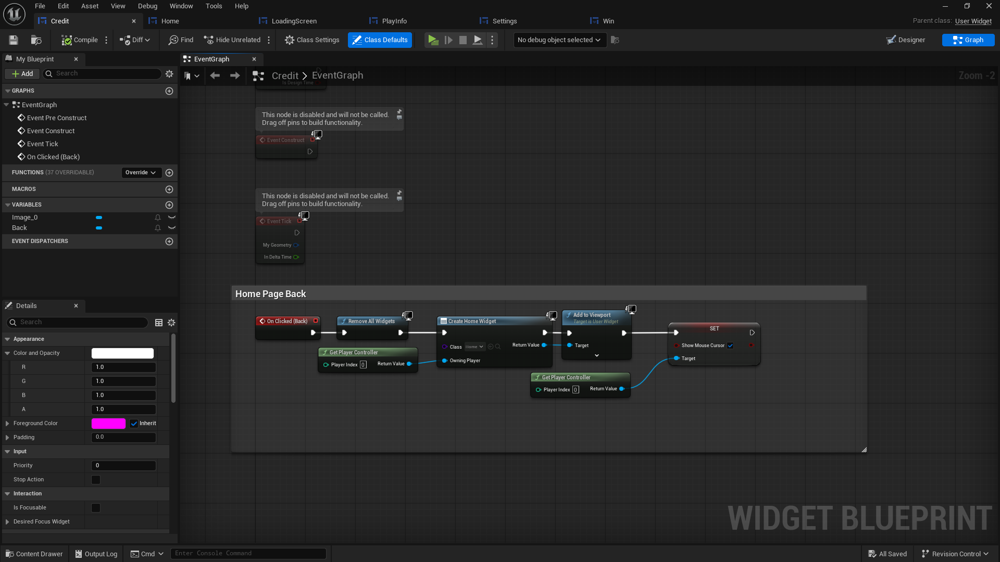 File Edit Asset View Debug Window Tools Help
Credit Home LoadingScreen PlayInfo Settings Win Parent class: User Widget
Compile Diff Find Hide Unrelated Class Settings Class Defaults No debug object selected Designer Graph
My Blueprint
EventGraph
Add Search
Credit > EventGraph Zoom -2
Is Design Time
GRAPHS
EventGraph
Event Pre Construct
Event Construct
Event Tick
On Clicked (Back)
FUNCTIONS (37 OVERRIDABLE) Override
MACROS
VARIABLES
Image_0
Back
EVENT DISPATCHERS
This node is disabled and will not be called.
Drag off pins to build functionality.
Event Construct
This node is disabled and will not be called.
Drag off pins to build functionality.
Event Tick
My Geometry
In Delta Time
Home Page Back
On Clicked (Back)
Remove All Widgets
Get Player Controller
Player Index 0 Return Value
Create Home Widget
Class Home Return Value
Owning Player
Add to Viewport
Target is User Widget
Target
Get Player Controller
Player Index 0 Return Value
SET
Show Mouse Cursor
Target
Details
Search
Appearance
Color and Opacity
R 1.0
G 1.0
B 1.0
A 1.0
Foreground Color Inherit
Padding 0.0
Input
Priority 0
Stop Action
Interaction
Is Focusable
Desired Focus Widget
WIDGET BLUEPRINT
Content Drawer Output Log Cmd Enter Console Command All Saved Revision Control